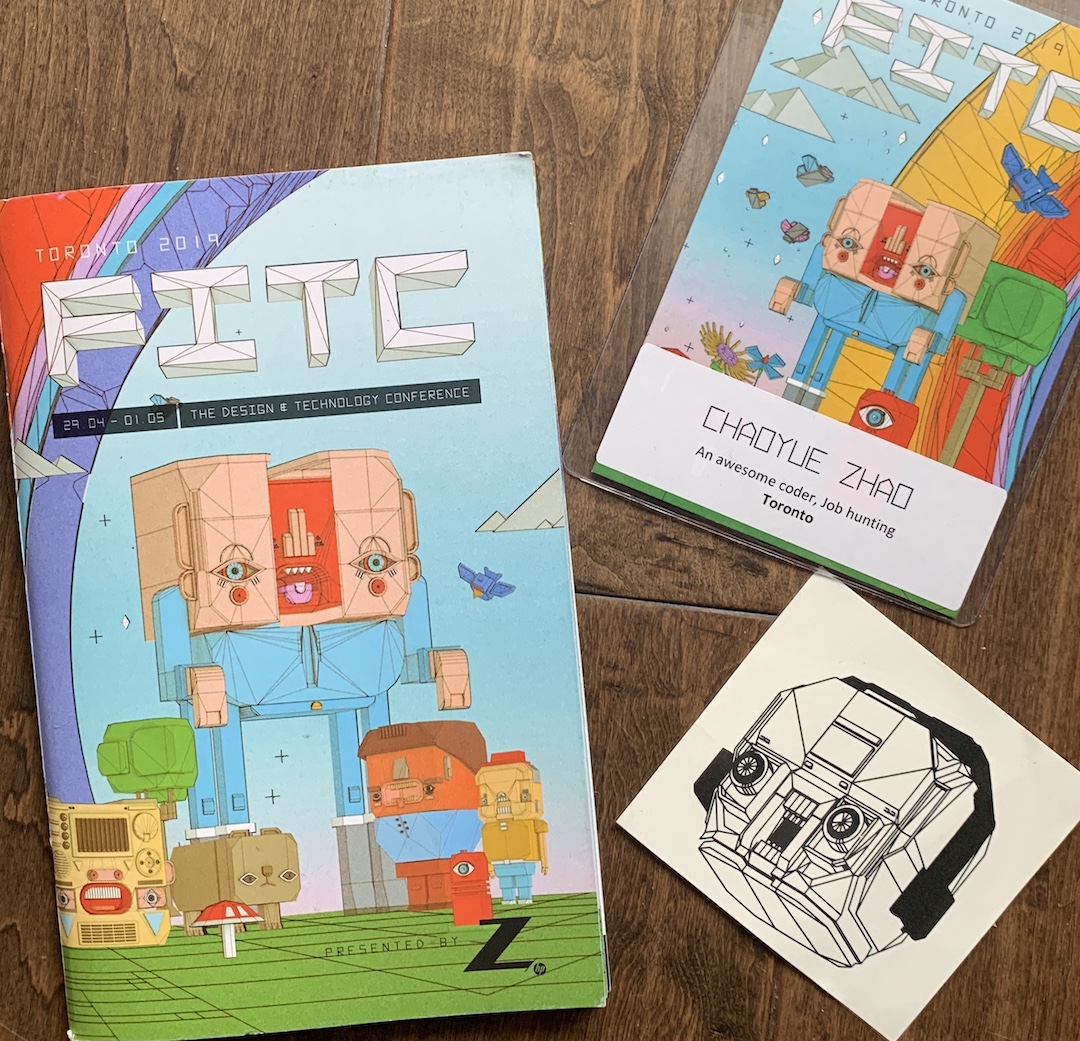 TORONTO 2019
FITC
29.04 - 01.05 | THE DESIGN & TECHNOLOGY CONFERENCE
PRESENTED BY Z
hp
TORONTO 2019
FITC
CHAOYUE ZHAO
An awesome coder, Job hunting
Toronto